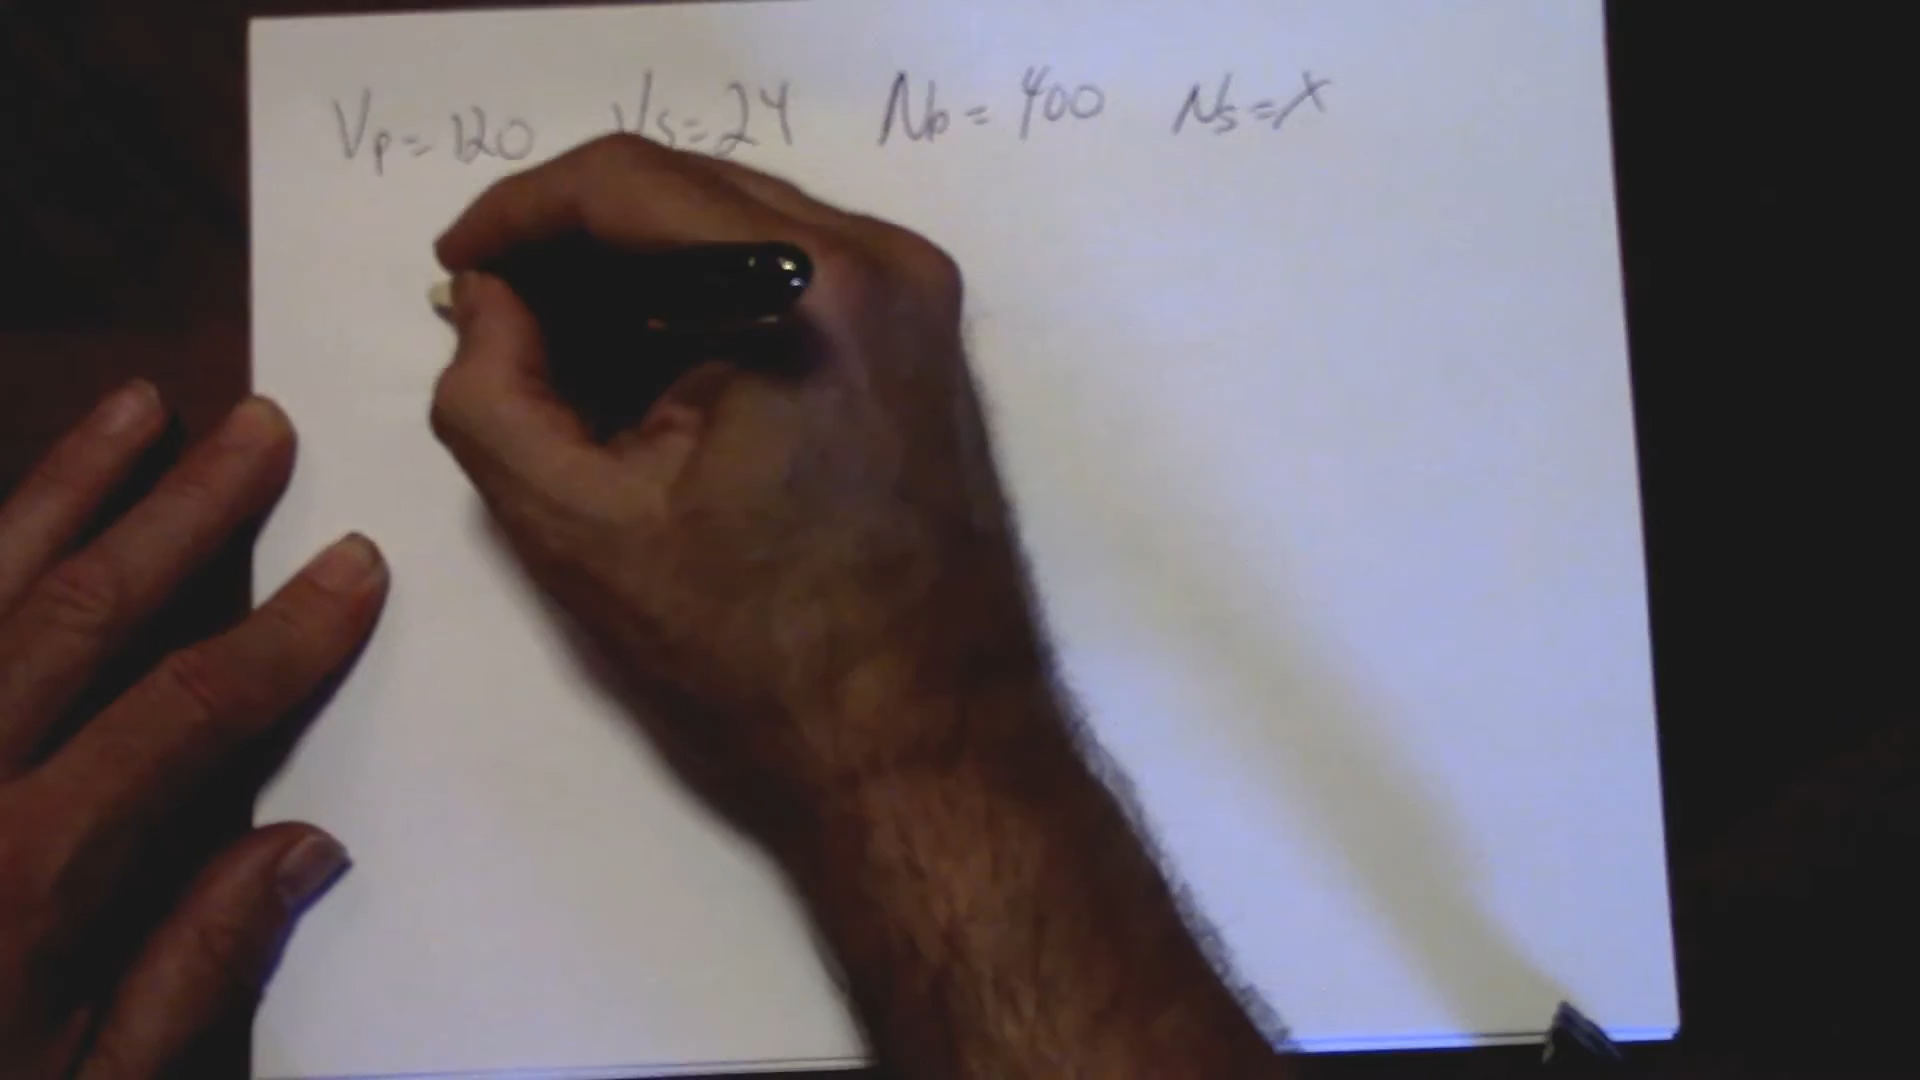 Vp = 120 Vs = 24 Np = 400 Ns = X